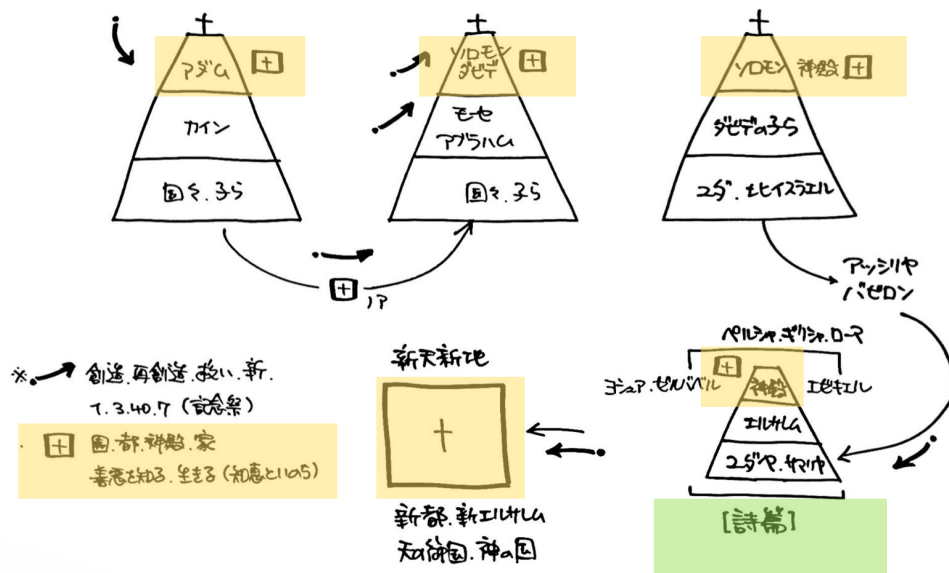 アダム
カイン
国々.子ら
ソロモン
ダビデ
モーセ
アブラハム
国々.子ら
ソロモン 神殿
ダビデの子ら
ユダ.北イスラエル
ノア
アッシリヤ
バビロン
ペルシャ.ギリシャ.ローマ
ヨシュア.ゼルバベル
神殿
エゼキエル
エルサレム
ユダヤ.サマリヤ
[詩篇]
新天新地
新都.新エルサレム
天の御国.神の国
※ 創造.再創造.救い.新.
1.3.40.7 (記念祭)
園.都.神殿.家
善悪を知る.生きる (知恵といのち)